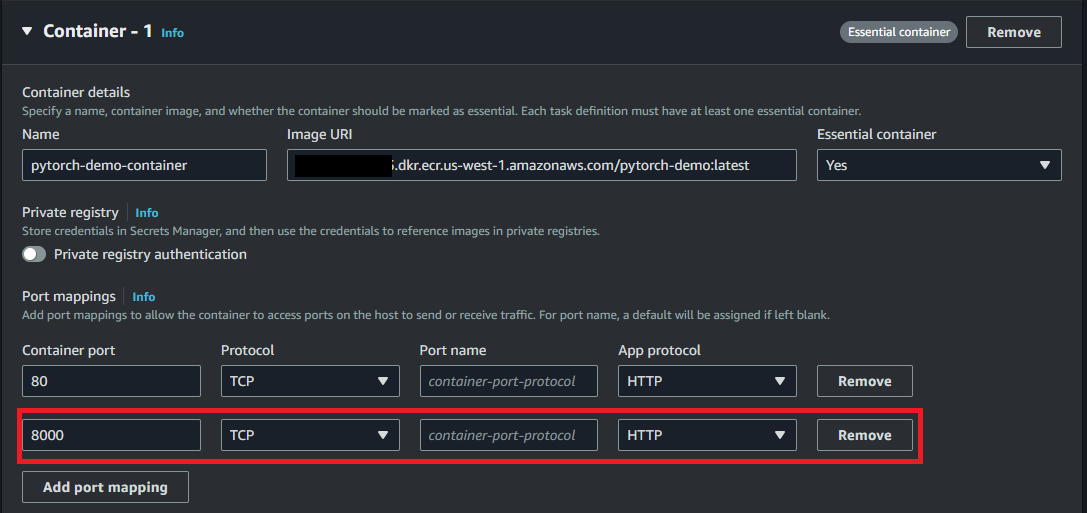 Container - 1 Info Essential container Remove
Container details
Specify a name, container image, and whether the container should be marked as essential. Each task definition must have at least one essential container.
Name Image URI Essential container
pytorch-demo-container .dkr.ecr.us-west-1.amazonaws.com/pytorch-demo:latest Yes
Private registry Info
Store credentials in Secrets Manager, and then use the credentials to reference images in private registries.
Private registry authentication
Port mappings Info
Add port mappings to allow the container to access ports on the host to send or receive traffic. For port name, a default will be assigned if left blank.
Container port Protocol Port name App protocol
80 TCP container-port-protocol HTTP Remove
8000 TCP container-port-protocol HTTP Remove
Add port mapping